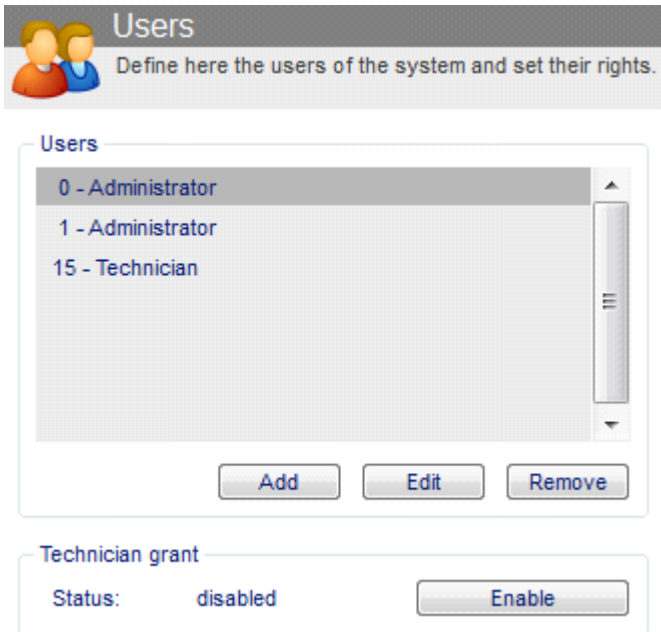 Users
Define here the users of the system and set their rights.
Users
0 - Administrator
1 - Administrator
15 - Technician
Add Edit Remove
Technician grant
Status: disabled Enable